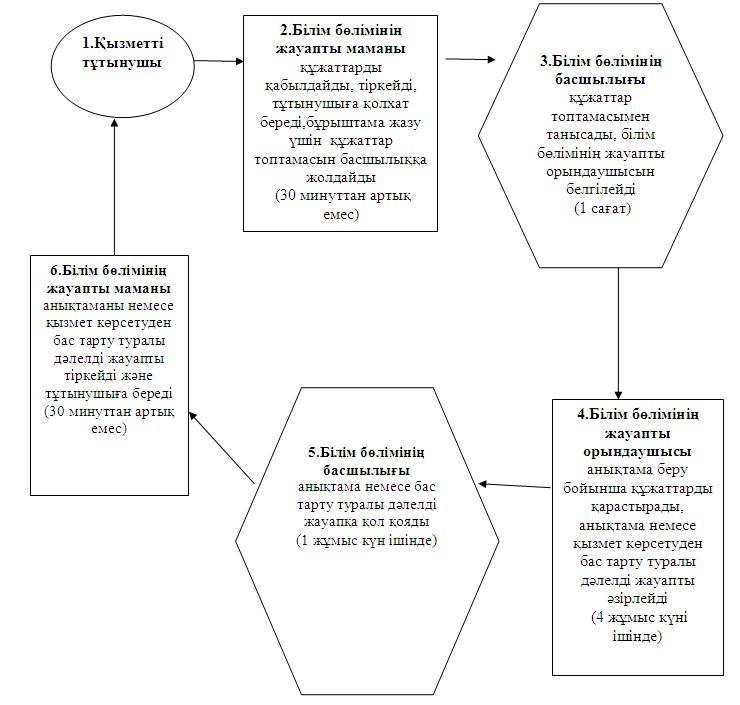 1.Қызметті
тұтынушы
2.Білім бөлімінің
жауапты маманы
құжаттарды
қабылдайды, тіркейді,
тұтынушыға қолхат
береді,бұрыштама жазу
үшін құжаттар
топтамасын басшылыққа
жолдайды
(30 минуттан артық
емес)
3.Білім бөлімінің
басшылығы
құжаттар
топтамасымен
танысады, білім
бөлімінің жауапты
орындаушысын
белгілейді
(1 сағат)
4.Білім бөлімінің
жауапты
орындаушысы
анықтама беру
бойынша құжаттарды
қарастырады,
анықтама немесе
қызмет көрсетуден
бас тарту туралы
дәлелді жауапты
әзірлейді
(4 жұмыс күні
ішінде)
5.Білім бөлімінің
басшылығы
анықтама немесе бас
тарту туралы дәлелді
жауапқа қол қояды
(1 жұмыс күн ішінде)
6.Білім бөлімінің
жауапты маманы
анықтаманы немесе
қызмет көрсетуден
бас тарту туралы
дәлелді жауапты
тіркейді және
тұтынушыға береді
(30 минуттан артық
емес)